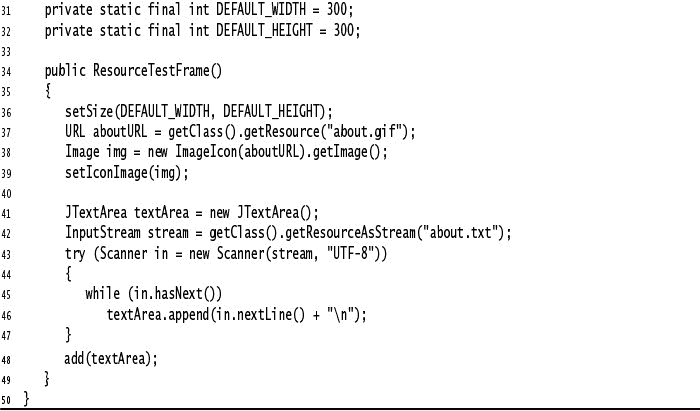 31 private static final int DEFAULT_WIDTH = 300;
32 private static final int DEFAULT_HEIGHT = 300;
33
34 public ResourceTestFrame()
35 {
36 setSize(DEFAULT_WIDTH, DEFAULT_HEIGHT);
37 URL aboutURL = getClass().getResource("about.gif");
38 Image img = new ImageIcon(aboutURL).getImage();
39 setIconImage(img);
40
41 JTextArea textArea = new JTextArea();
42 InputStream stream = getClass().getResourceAsStream("about.txt");
43 try (Scanner in = new Scanner(stream, "UTF-8"))
44 {
45 while (in.hasNext())
46 textArea.append(in.nextLine() + "\n");
47 }
48 add(textArea);
49 }
50 }